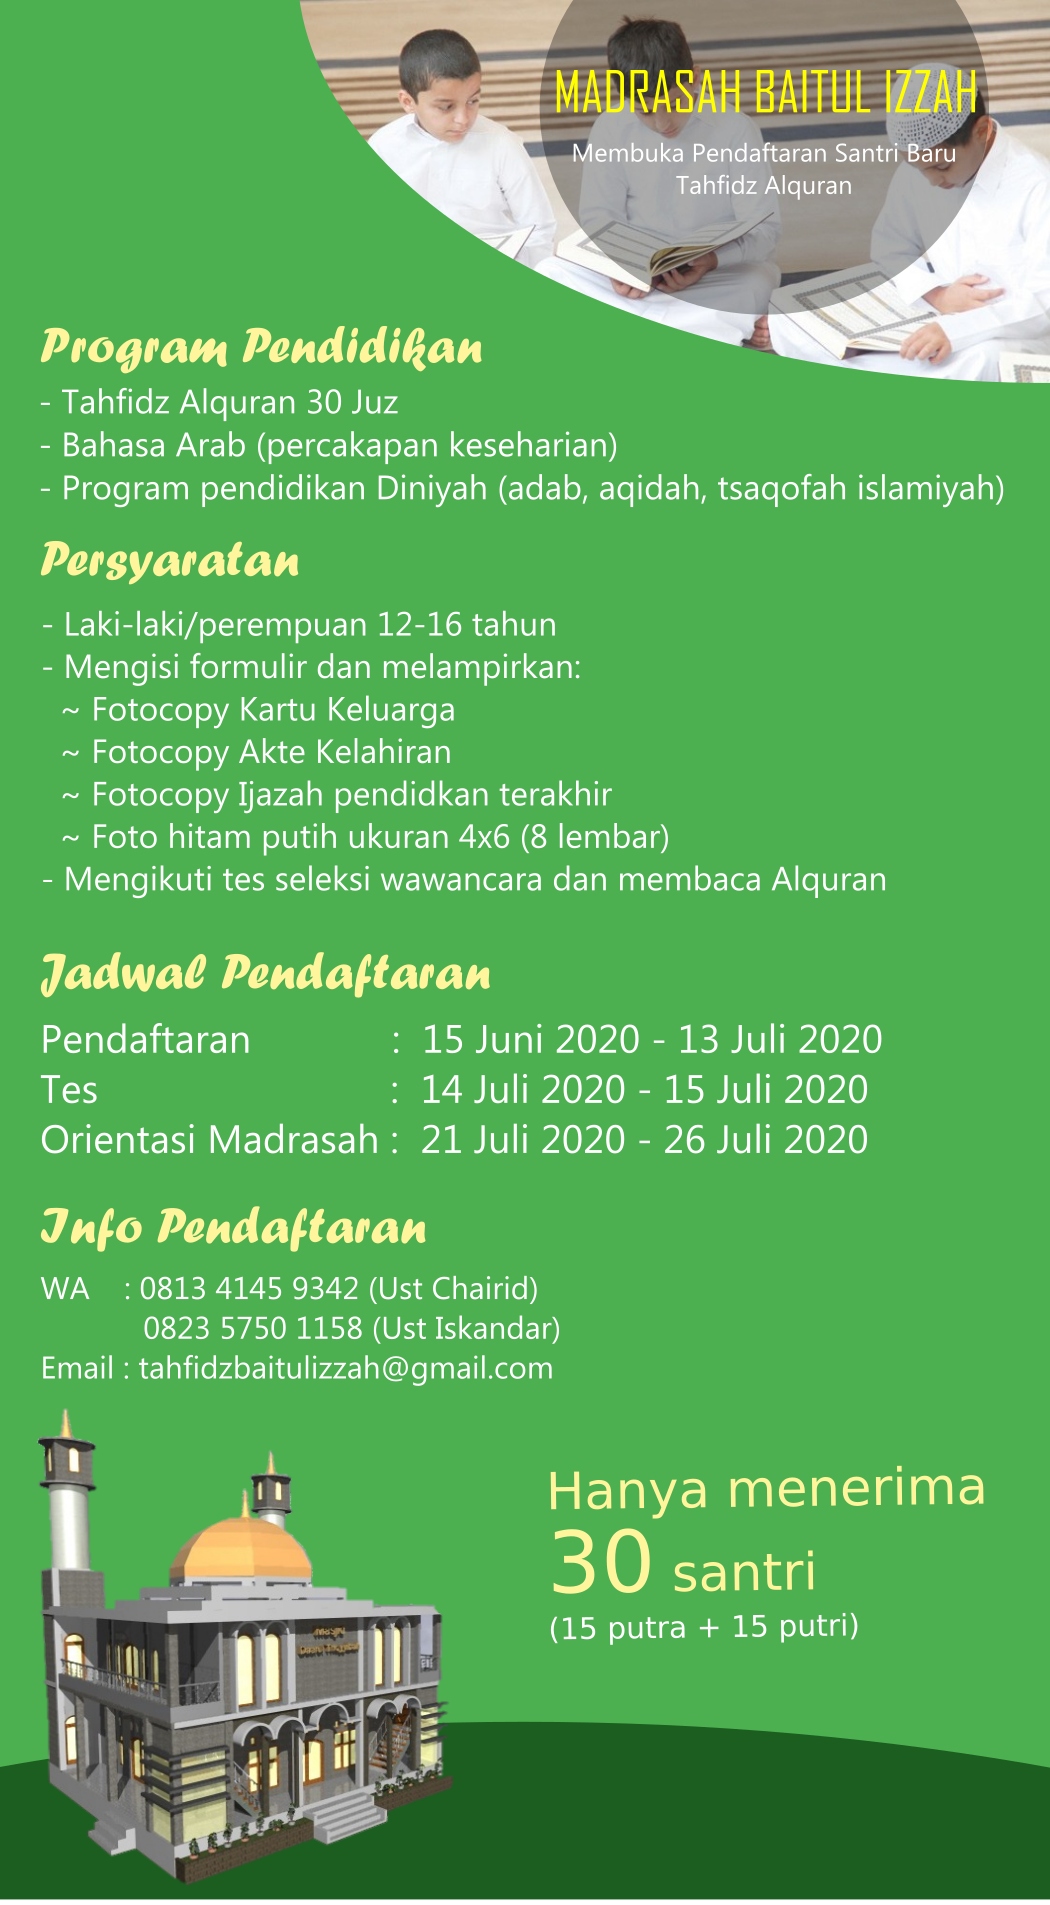 MADRASAH BAITUL IZZAH
Membuka Pendaftaran Santri Baru
Tahfidz Alquran
Program Pendidikan
- Tahfidz Alquran 30 Juz
- Bahasa Arab (percakapan keseharian)
- Program pendidikan Diniyah (adab, aqidah, tsaqofah islamiyah)
Persyaratan
- Laki-laki/perempuan 12-16 tahun
- Mengisi formulir dan melampirkan:
~ Fotocopy Kartu Keluarga
~ Fotocopy Akte Kelahiran
~ Fotocopy Ijazah pendidkan terakhir
~ Foto hitam putih ukuran 4x6 (8 lembar)
- Mengikuti tes seleksi wawancara dan membaca Alquran
Jadwal Pendaftaran
Pendaftaran : 15 Juni 2020 - 13 Juli 2020
Tes : 14 Juli 2020 - 15 Juli 2020
Orientasi Madrasah : 21 Juli 2020 - 26 Juli 2020
Info Pendaftaran
WA : 0813 4145 9342 (Ust Chairid)
0823 5750 1158 (Ust Iskandar)
Email : tahfidzbaitulizzah@gmail.com
Hanya menerima
30 santri
(15 putra + 15 putri)